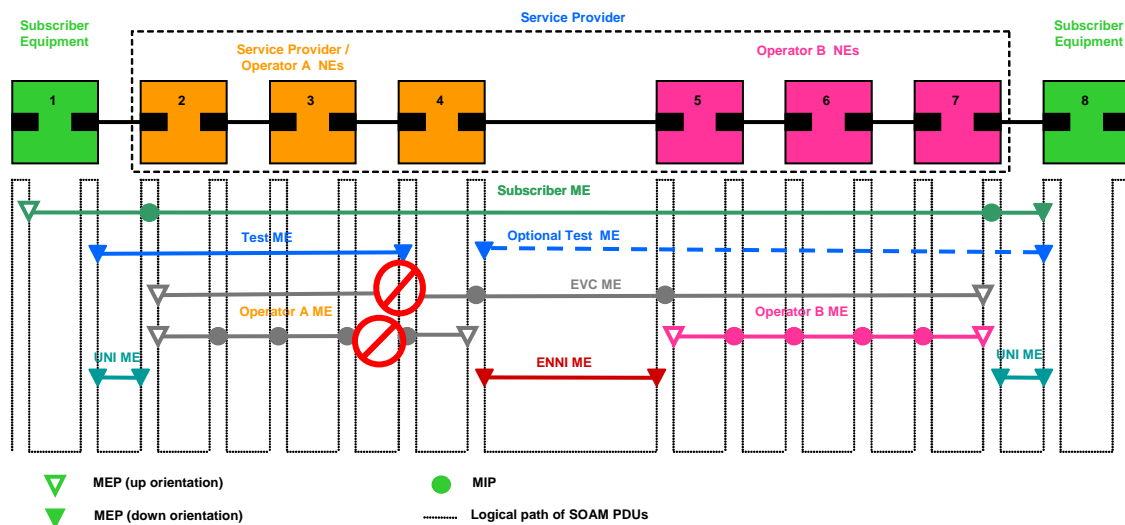 Service Provider
Subscriber
Equipment
Subscriber
Equipment
Service Provider /
Operator A  NEs
Operator B  NEs
1
2
3
4
5
6
7
8
Subscriber ME
Test ME
Optional Test  ME
EVC ME
Operator A ME
Operator B ME
UNI ME
ENNI ME
UNI ME
MEP (up orientation)
MIP
MEP (down orientation)
Logical path of SOAM PDUs